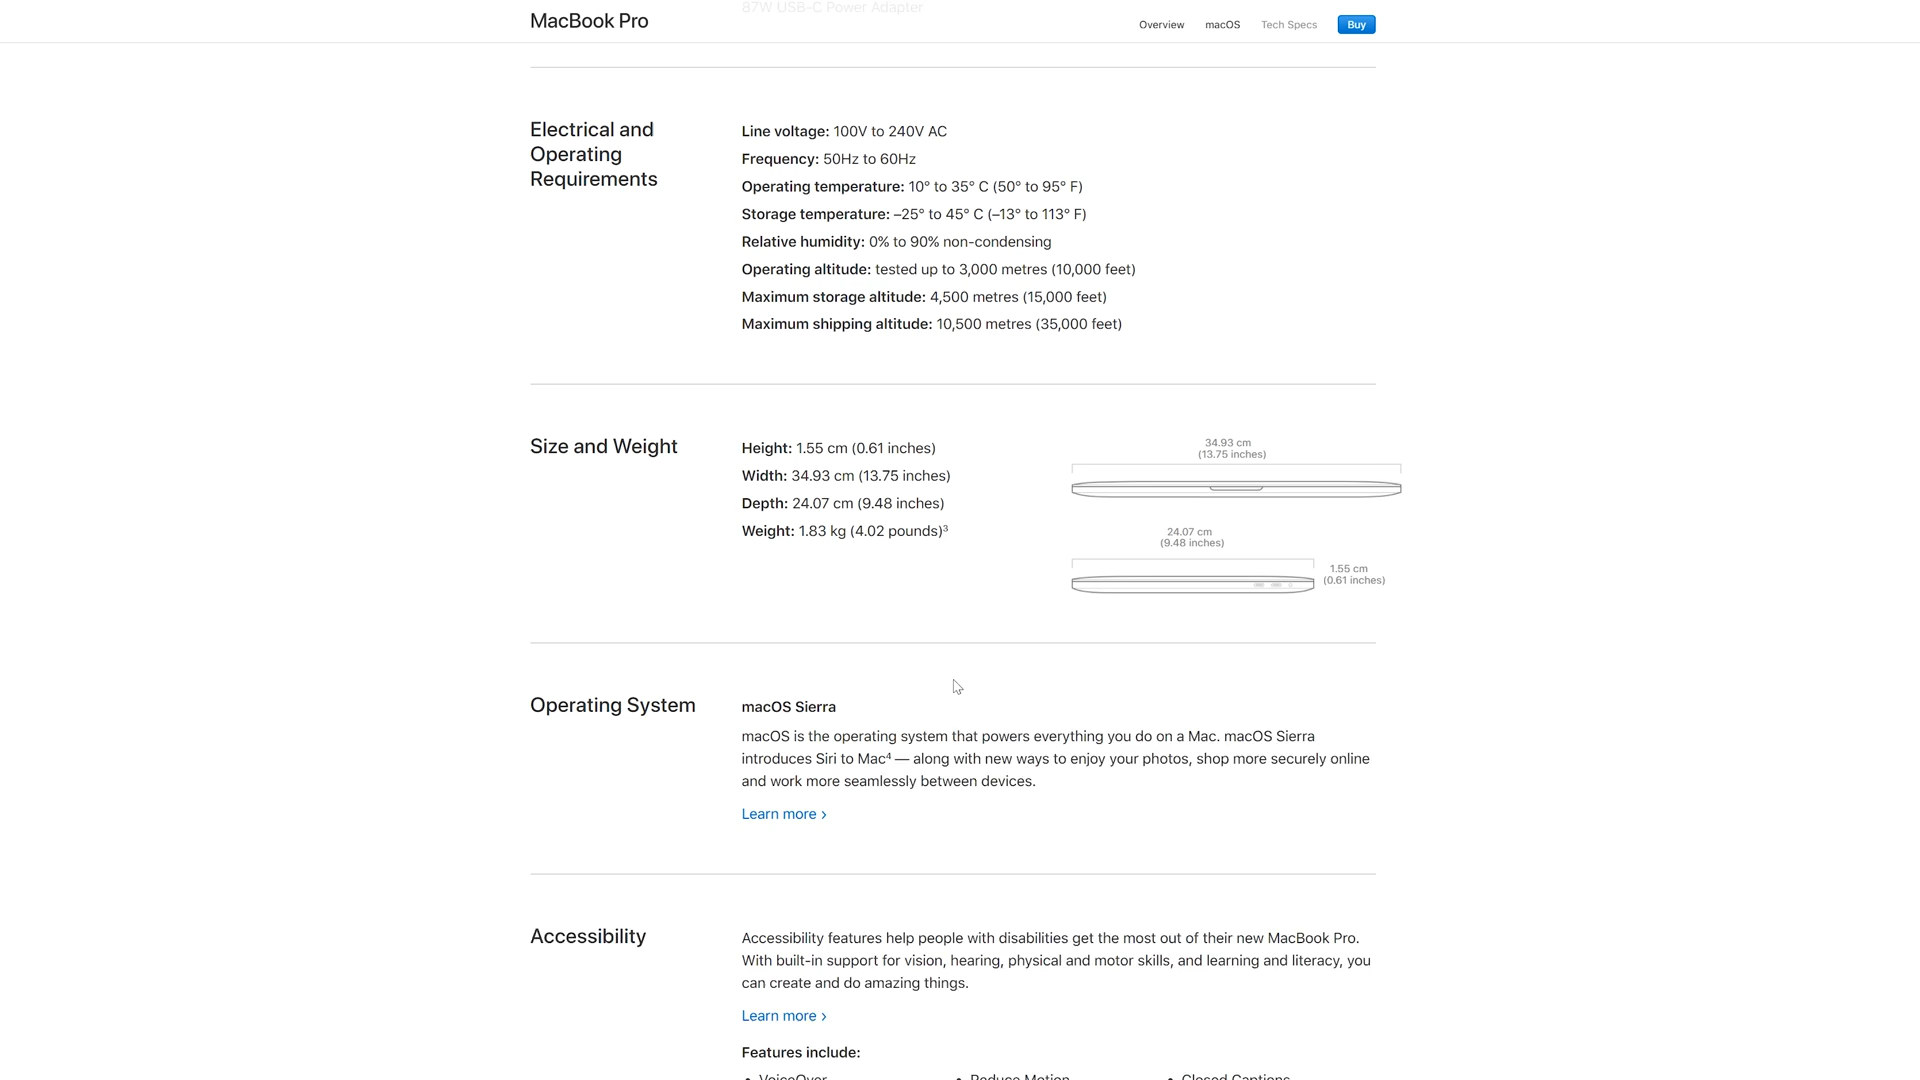 87W USB-C Power Adapter
MacBook Pro
Overview macOS Tech Specs Buy
Electrical and
Operating
Requirements
Line voltage: 100V to 240V AC
Frequency: 50Hz to 60Hz
Operating temperature: 10° to 35° C (50° to 95° F)
Storage temperature: –25° to 45° C (–13° to 113° F)
Relative humidity: 0% to 90% non-condensing
Operating altitude: tested up to 3,000 metres (10,000 feet)
Maximum storage altitude: 4,500 metres (15,000 feet)
Maximum shipping altitude: 10,500 metres (35,000 feet)
Size and Weight
Height: 1.55 cm (0.61 inches)
Width: 34.93 cm (13.75 inches)
Depth: 24.07 cm (9.48 inches)
Weight: 1.83 kg (4.02 pounds)³
34.93 cm
(13.75 inches)
24.07 cm
(9.48 inches)
1.55 cm
(0.61 inches)
Operating System
macOS Sierra
macOS is the operating system that powers everything you do on a Mac. macOS Sierra
introduces Siri to Mac⁴ — along with new ways to enjoy your photos, shop more securely online
and work more seamlessly between devices.
Learn more ›
Accessibility
Accessibility features help people with disabilities get the most out of their new MacBook Pro.
With built-in support for vision, hearing, physical and motor skills, and learning and literacy, you
can create and do amazing things.
Learn more ›
Features include:
• VoiceOver • Reduce Motion • Closed Captions